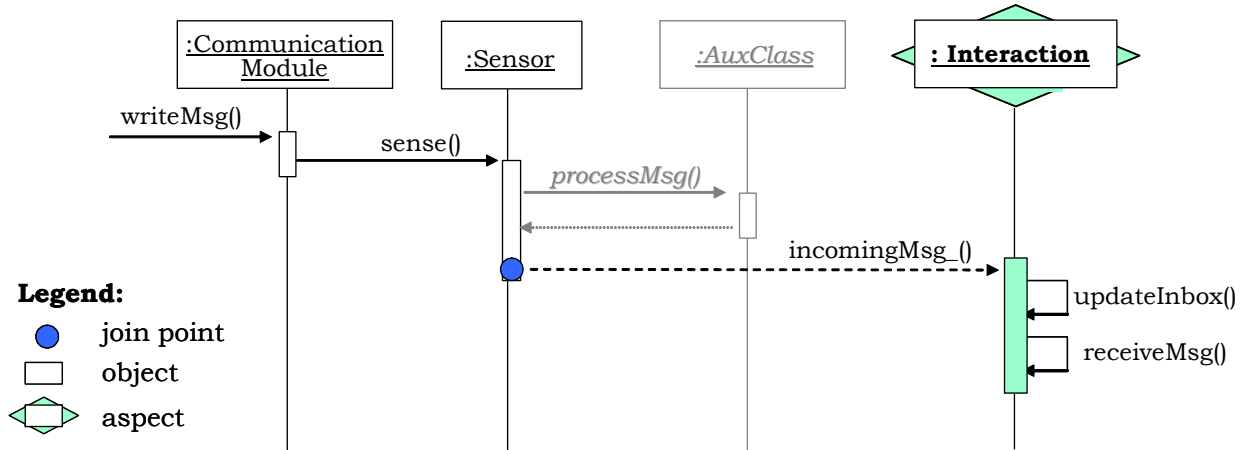 :Communication
Module
:Sensor
:AuxClass
: Interaction
writeMsg()
sense()
processMsg()
incomingMsg_()
updateInbox()
receiveMsg()
Legend:
join point
object
aspect